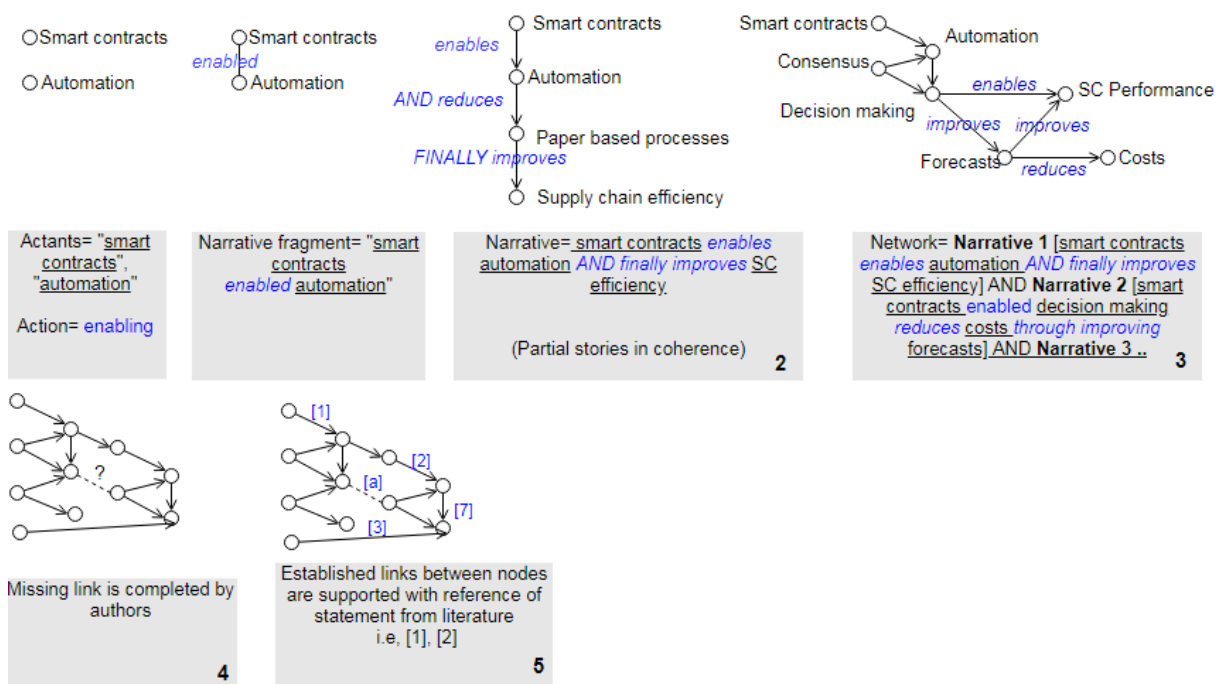 Smart contracts
Automation
Smart contracts
enabled
Automation
Smart contracts
enables
Automation
AND reduces
Paper based processes
FINALLY improves
Supply chain efficiency
Smart contracts
Automation
Consensus
enables
SC Performance
Decision making
improves
improves
Forecasts
Costs
reduces
Actants= "smart
contracts",
"automation"
Action= enabling
Narrative fragment= "smart
contracts
enabled automation"
Narrative= smart contracts enables
automation AND finally improves SC
efficiency
(Partial stories in coherence)
2
Network= Narrative 1 [smart contracts
enables automation AND finally improves
SC efficiency] AND Narrative 2 [smart
contracts enabled decision making
reduces costs through improving
forecasts] AND Narrative 3 ..
3
?
Missing link is completed by
authors
4
[1]
[2]
[a]
[7]
[3]
Established links between nodes
are supported with reference of
statement from literature
i.e, [1], [2]
5